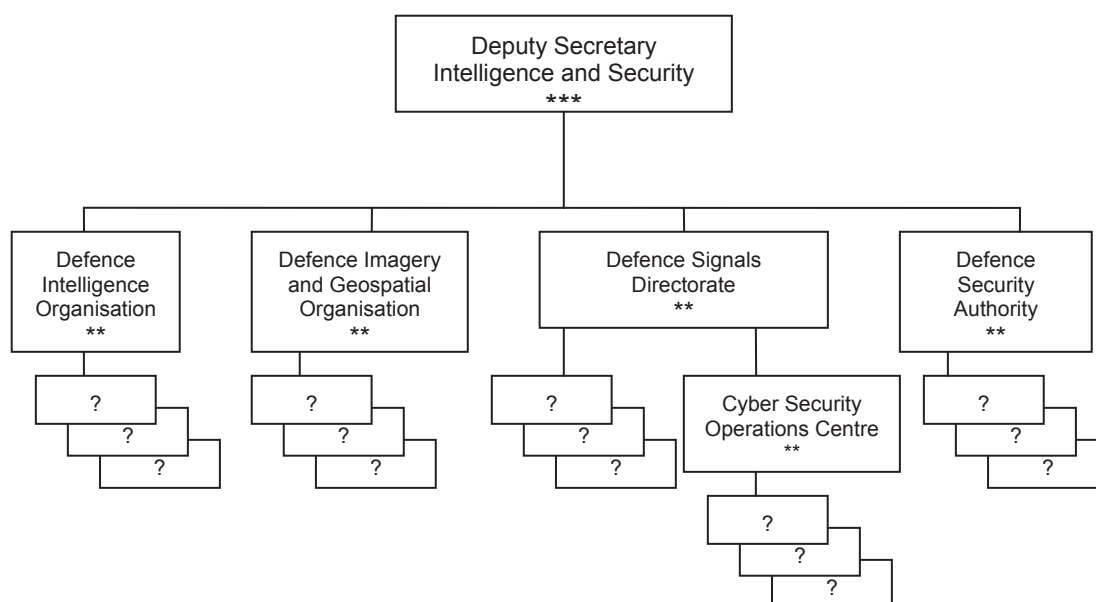 Deputy Secretary
Intelligence and Security
***
Defence
Intelligence
Organisation
**
Defence Imagery
and Geospatial
Organisation
**
Defence Signals
Directorate
**
Defence
Security
Authority
**
?
?
?
?
?
?
?
?
?
Cyber Security
Operations Centre
**
?
?
?
?
?
?